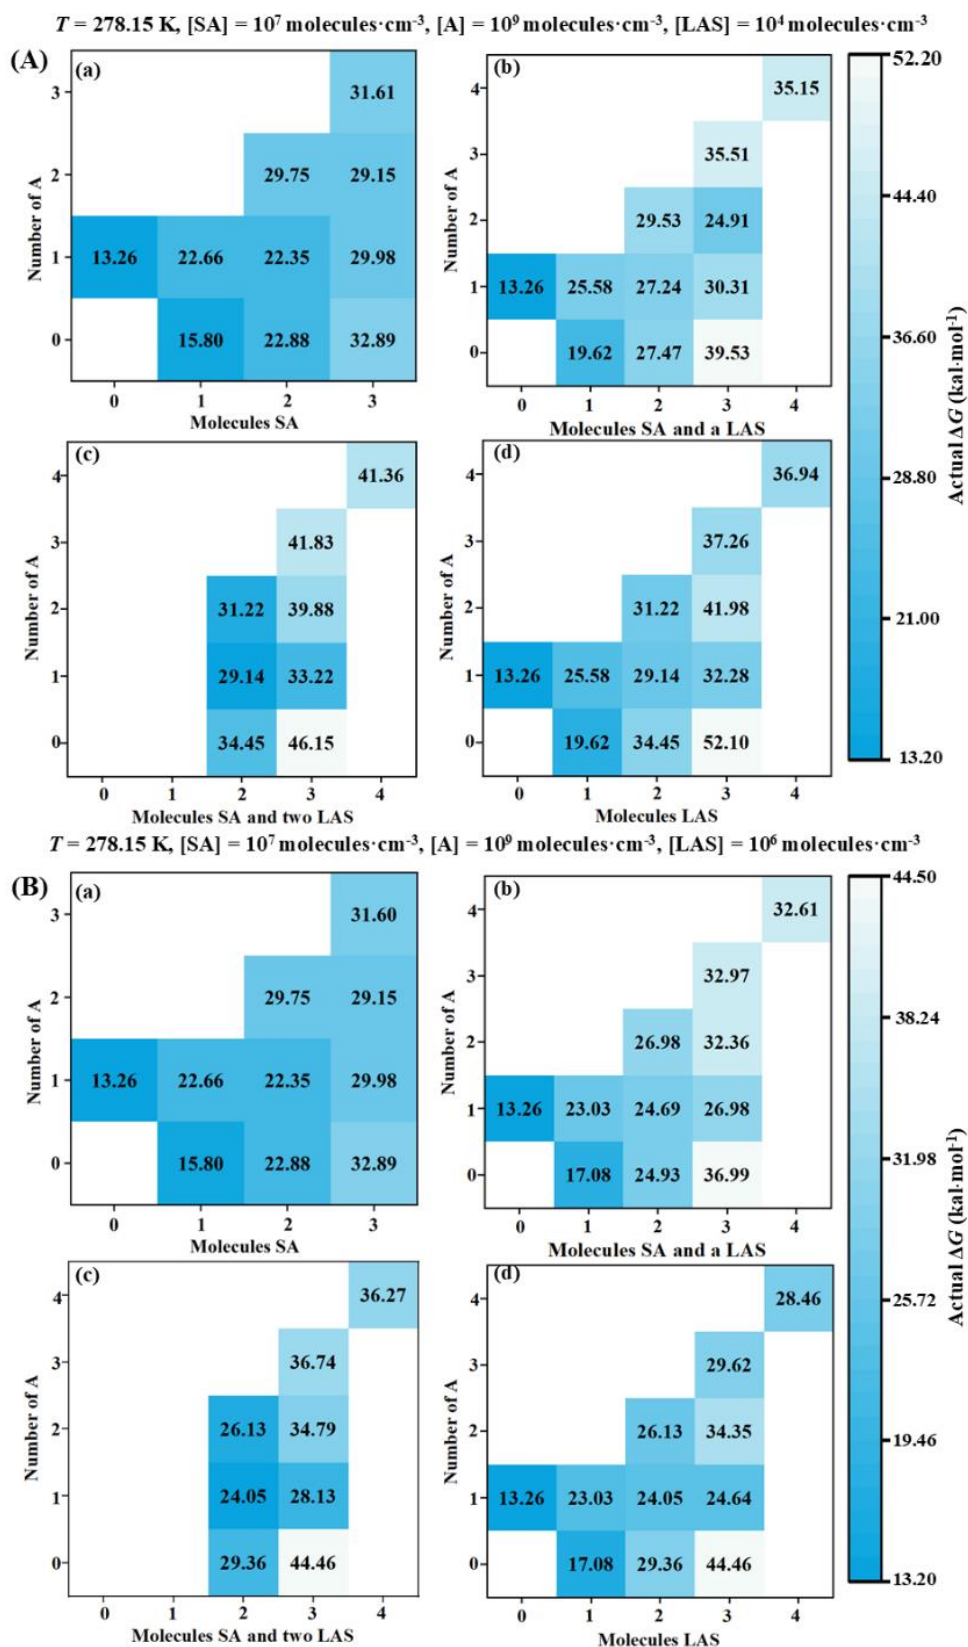 T = 278.15 K, [SA] = 10⁷ molecules·cm⁻³, [A] = 10⁹ molecules·cm⁻³, [LAS] = 10⁴ molecules·cm⁻³
(A)
(a)
3
31.61
2
29.75 29.15
1
13.26 22.66 22.35 29.98
0
15.80 22.88 32.89
0 1 2 3
Number of A
Molecules SA
(b)
4
35.15
3
35.51
2
29.53 24.91
1
13.26 25.58 27.24 30.31
0
19.62 27.47 39.53
0 1 2 3 4
Number of A
Molecules SA and a LAS
(c)
4
41.36
3
41.83
2
31.22 39.88
1
29.14 33.22
0
34.45 46.15
0 1 2 3 4
Number of A
Molecules SA and two LAS
(d)
4
36.94
3
37.26
2
31.22 41.98
1
13.26 25.58 29.14 32.28
0
19.62 34.45 52.10
0 1 2 3 4
Number of A
Molecules LAS
52.20
44.40
36.60
28.80
21.00
13.20
Actual ΔG (kal·mol⁻¹)
T = 278.15 K, [SA] = 10⁷ molecules·cm⁻³, [A] = 10⁹ molecules·cm⁻³, [LAS] = 10⁶ molecules·cm⁻³
(B)
(a)
3
31.60
2
29.75 29.15
1
13.26 22.66 22.35 29.98
0
15.80 22.88 32.89
0 1 2 3
Number of A
Molecules SA
(b)
4
32.61
3
32.97
2
26.98 32.36
1
13.26 23.03 24.69 26.98
0
17.08 24.93 36.99
0 1 2 3 4
Number of A
Molecules SA and a LAS
(c)
4
36.27
3
36.74
2
26.13 34.79
1
24.05 28.13
0
29.36 44.46
0 1 2 3 4
Number of A
Molecules SA and two LAS
(d)
4
28.46
3
29.62
2
26.13 34.35
1
13.26 23.03 24.05 24.64
0
17.08 29.36 44.46
0 1 2 3 4
Number of A
Molecules LAS
44.50
38.24
31.98
25.72
19.46
13.20
Actual ΔG (kal·mol⁻¹)